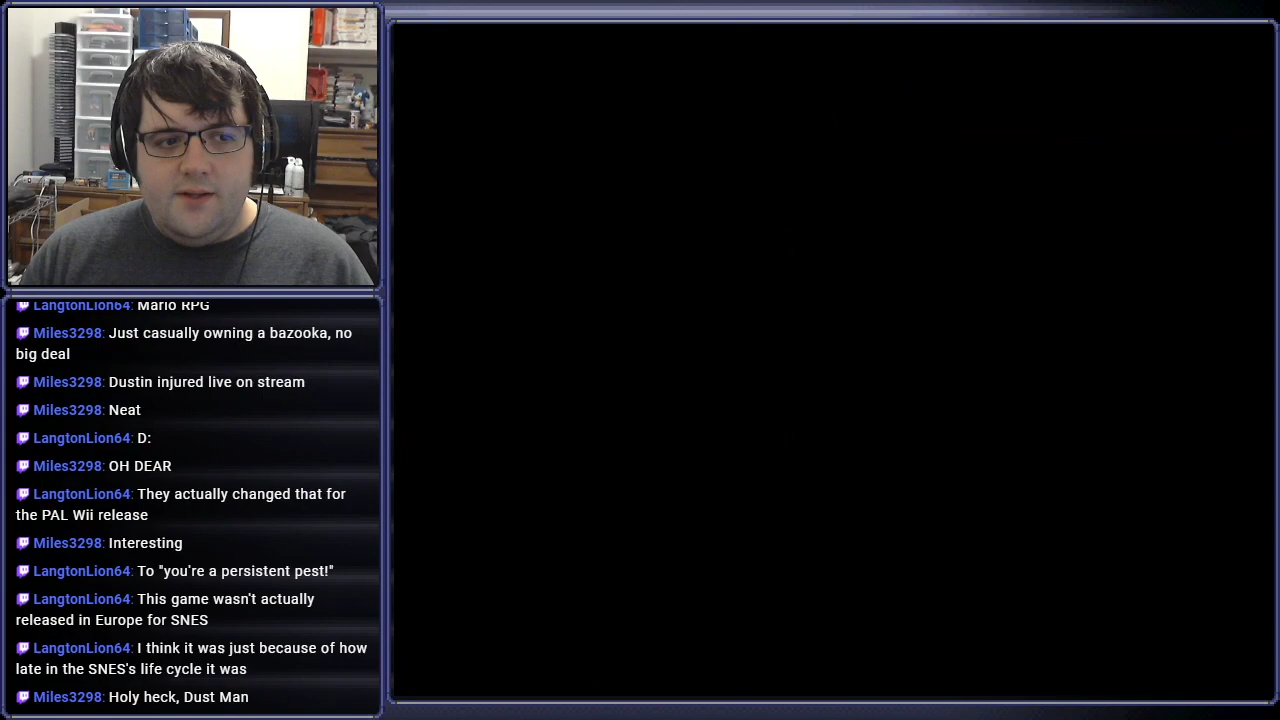 LangtonLion64: Mario RPG
Miles3298: Just casually owning a bazooka, no
big deal
Miles3298: Dustin injured live on stream
Miles3298: Neat
LangtonLion64: D:
Miles3298: OH DEAR
LangtonLion64: They actually changed that for
the PAL Wii release
Miles3298: Interesting
LangtonLion64: To "you're a persistent pest!"
LangtonLion64: This game wasn't actually
released in Europe for SNES
LangtonLion64: I think it was just because of how
late in the SNES's life cycle it was
Miles3298: Holy heck, Dust Man